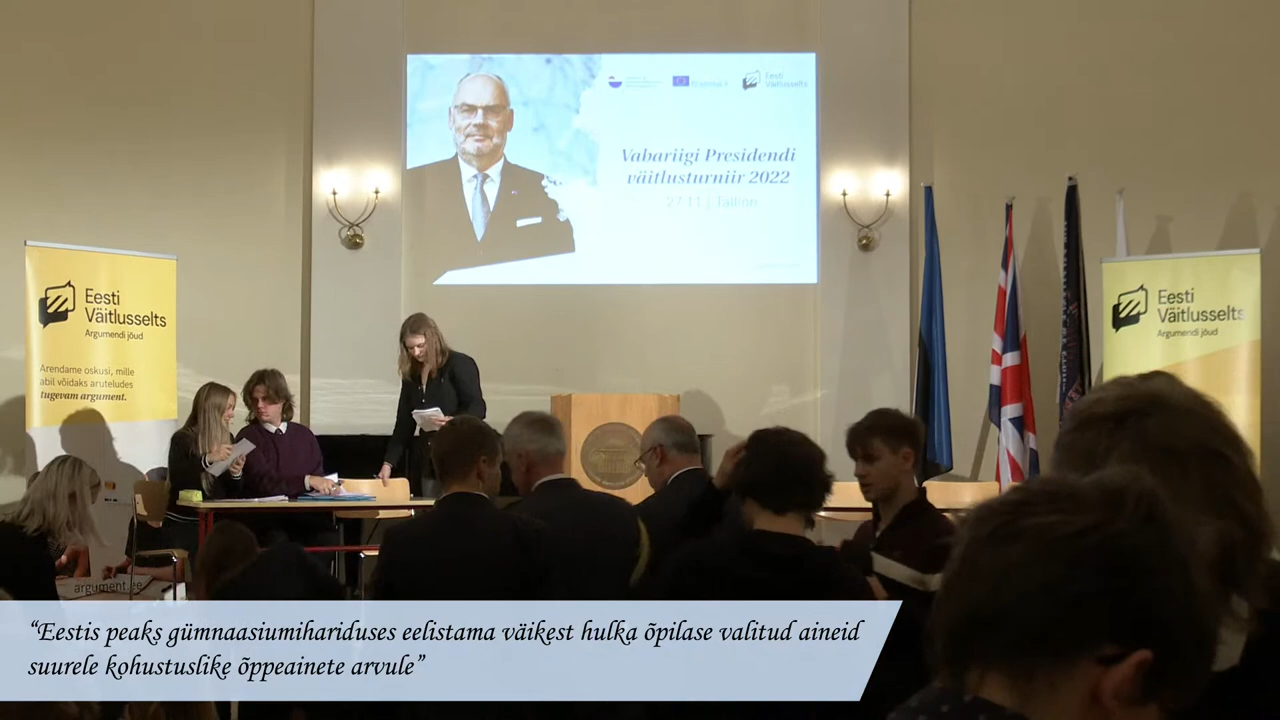 Eesti
Väitlusselts
Vabariigi Presidendi
väitlusturniir 2022
27.11 | Tallinn
Eesti
Väitlusselts
Argumendi jõud
Arendame oskusi, mille
abil võidaks aruteludes
tugevam argument.
argument.ee
Eesti
Väitlusselts
Argumendi jõud
“Eestis peaks gümnaasiumihariduses eelistama väikest hulka õpilase valitud aineid
suurele kohustuslike õppeainete arvule”